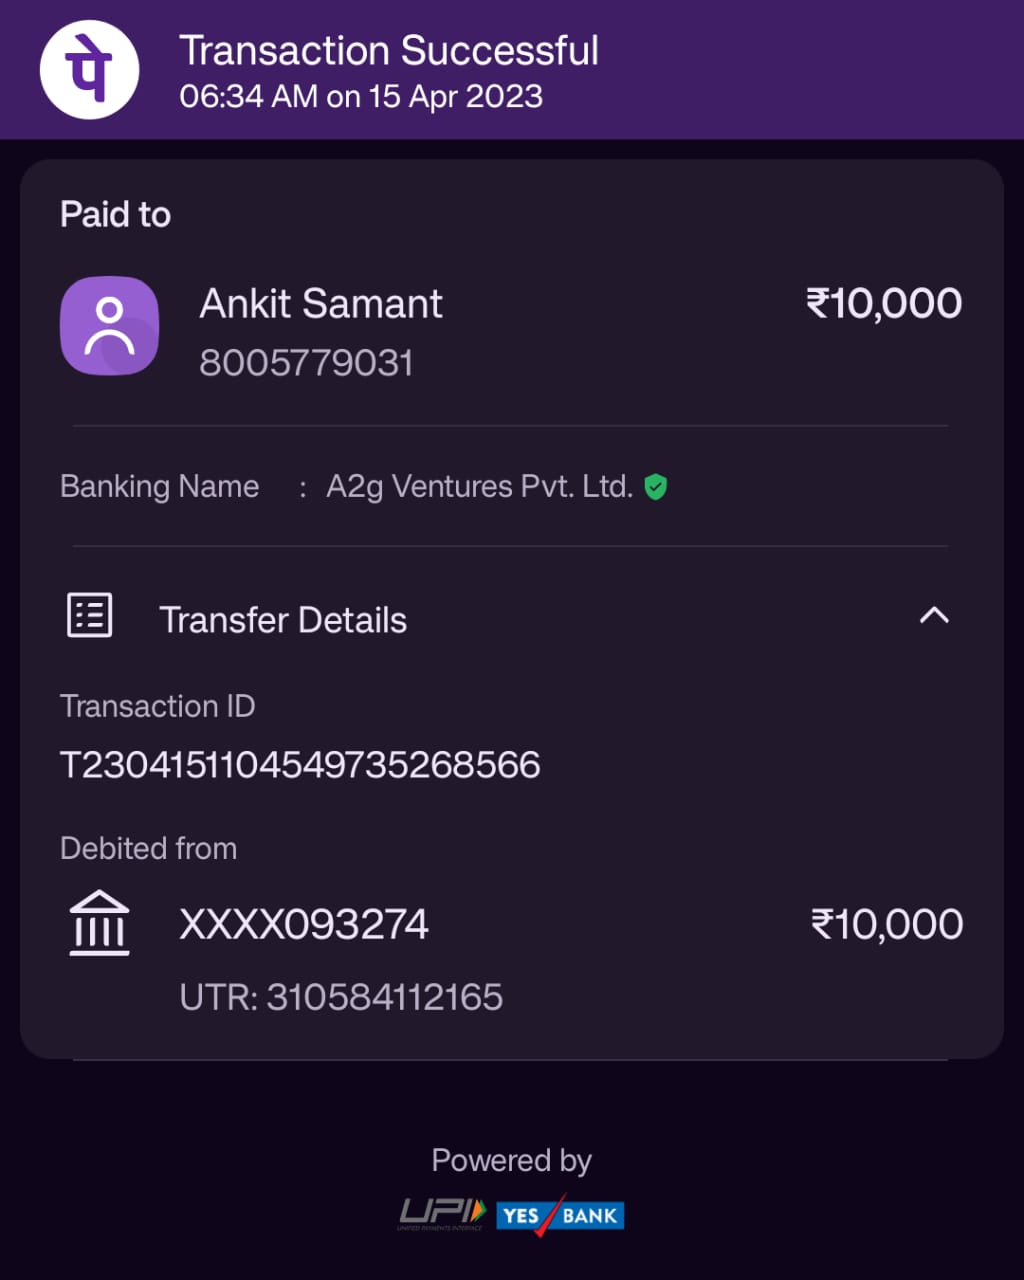 पे
Transaction Successful
06:34 AM on 15 Apr 2023
Paid to
Ankit Samant
₹10,000
8005779031
Banking Name : A2g Ventures Pvt. Ltd.
Transfer Details
Transaction ID
T2304151104549735268566
Debited from
XXXX093274
₹10,000
UTR: 310584112165
Powered by
UPI
UNIFIED PAYMENTS INTERFACE
YES BANK